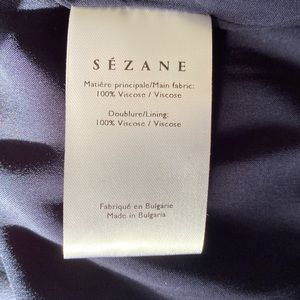 SÉZANE
Matière principale/Main fabric:
100% Viscose / Viscose
Doublure/Lining:
100% Viscose / Viscose
Fabriqué en Bulgarie
Made in Bulgaria